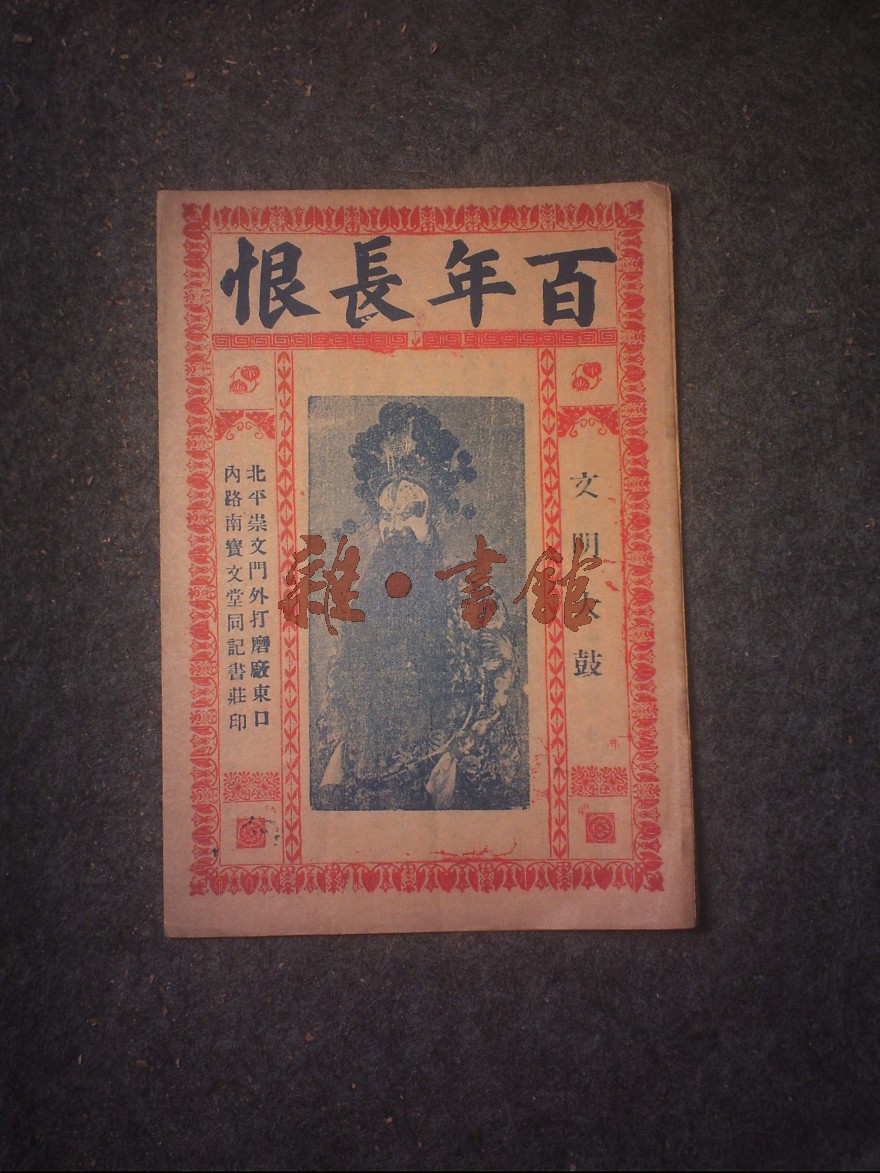 百年長恨
文明大鼓
北平崇文門外打磨廠東口
內路南寶文堂同記書莊印
雜·書館